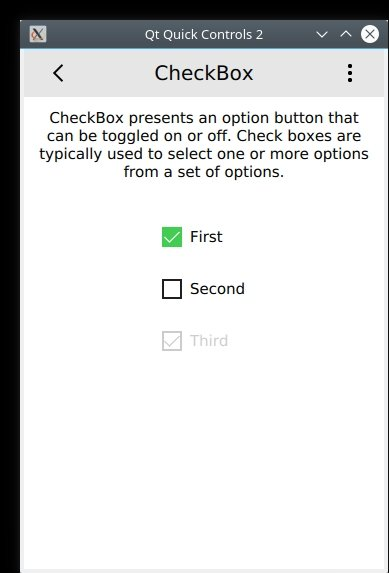 Qt Quick Controls 2
CheckBox
CheckBox presents an option button that
can be toggled on or off. Check boxes are
typically used to select one or more options
from a set of options.
First
Second
Third